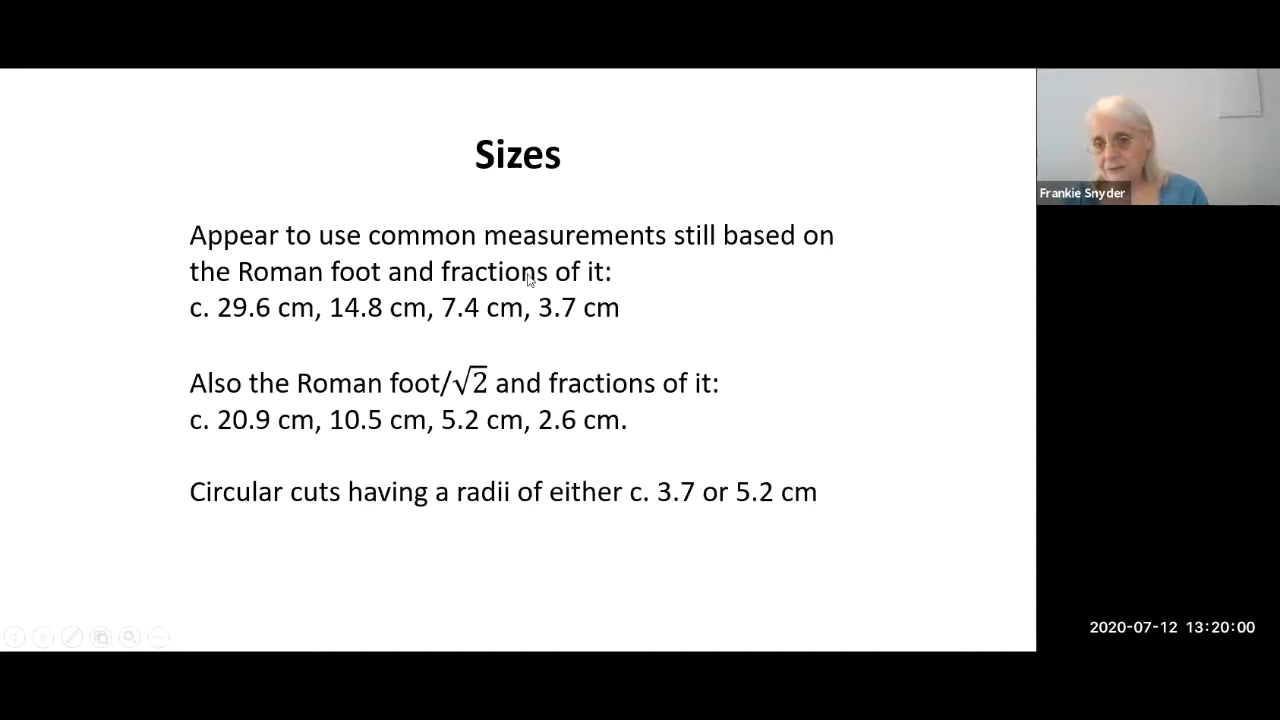 Sizes
Appear to use common measurements still based on
the Roman foot and fractions of it:
c. 29.6 cm, 14.8 cm, 7.4 cm, 3.7 cm
Also the Roman foot/√2 and fractions of it:
c. 20.9 cm, 10.5 cm, 5.2 cm, 2.6 cm.
Circular cuts having a radii of either c. 3.7 or 5.2 cm
Frankie Snyder
2020-07-12 13:20:00